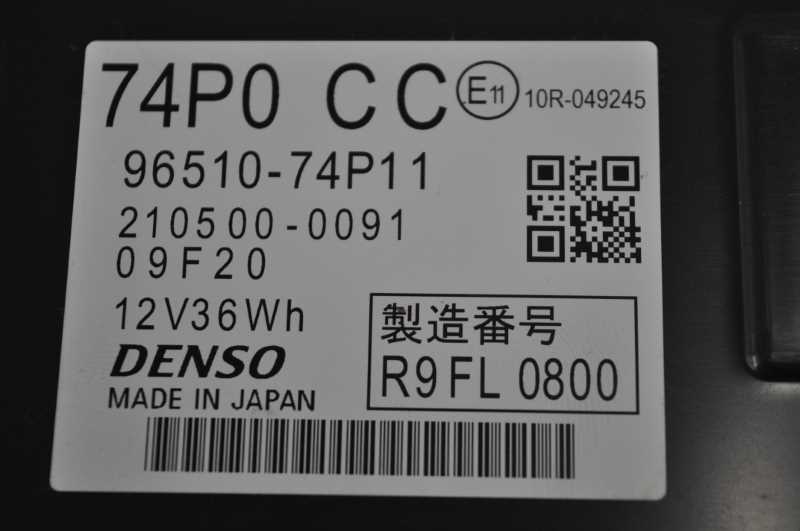 74P0 CC E11 10R-049245
96510-74P11
210500-0091
09F20
12V36Wh
DENSO
MADE IN JAPAN
製造番号
R9FL 0800